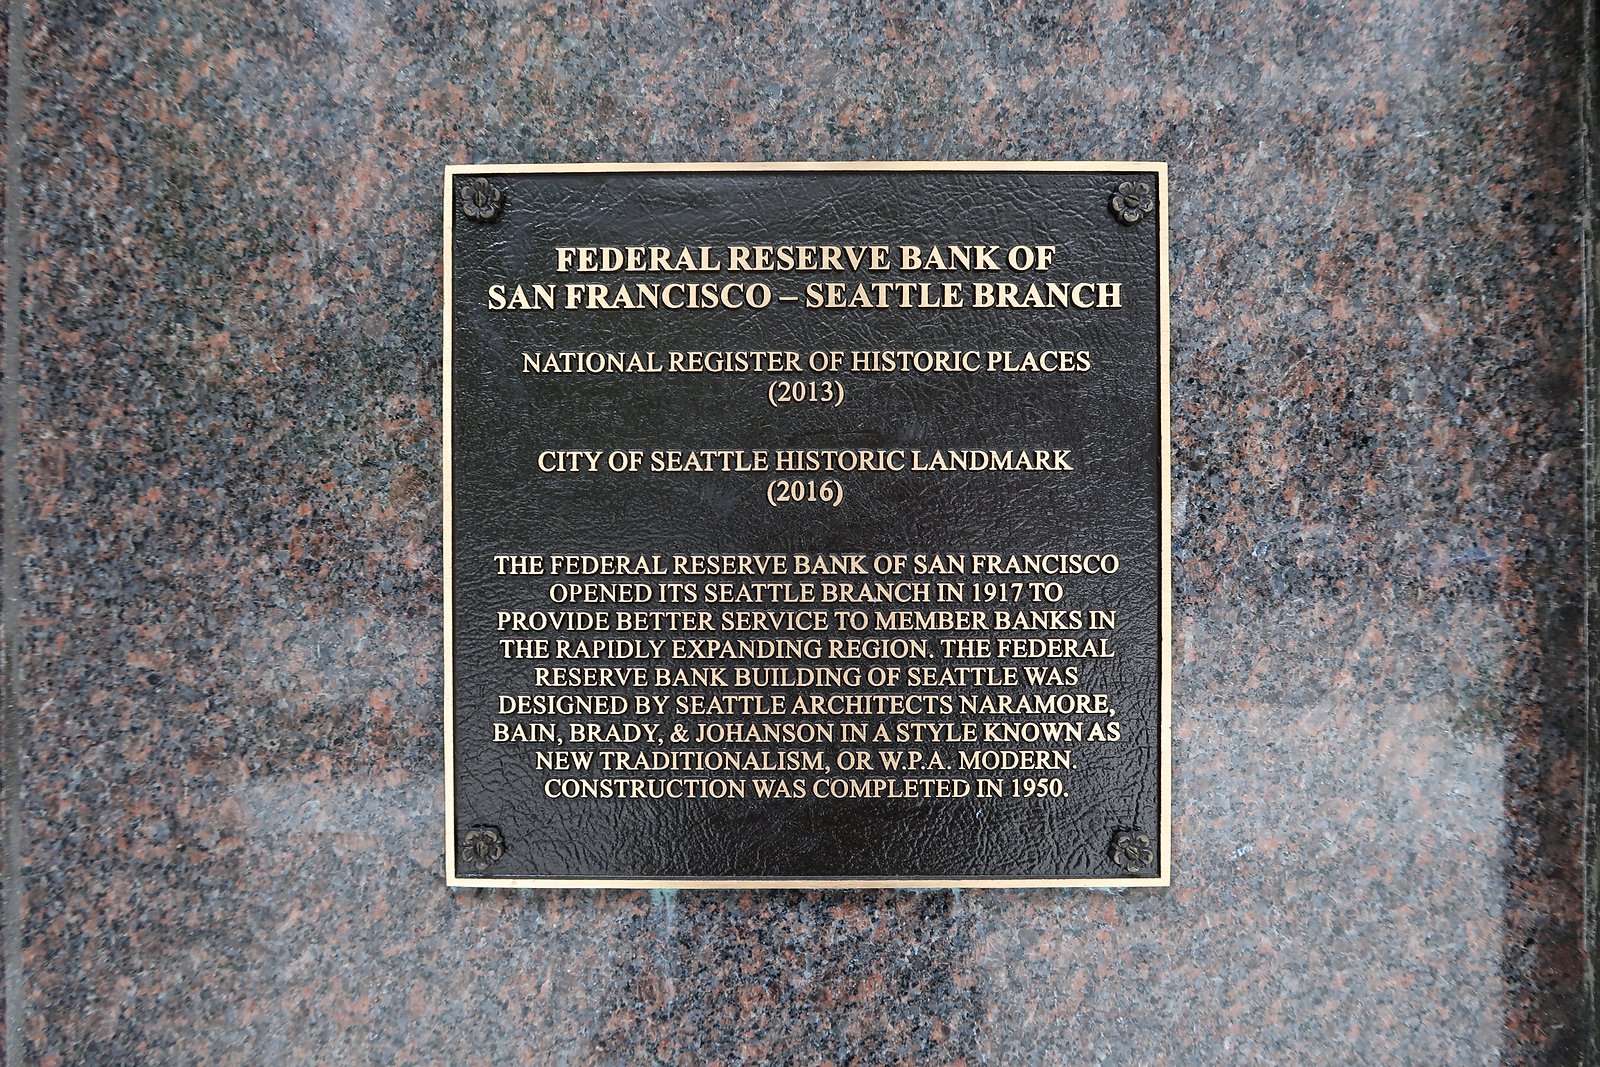 FEDERAL RESERVE BANK OF
SAN FRANCISCO – SEATTLE BRANCH
NATIONAL REGISTER OF HISTORIC PLACES
(2013)
CITY OF SEATTLE HISTORIC LANDMARK
(2016)
THE FEDERAL RESERVE BANK OF SAN FRANCISCO
OPENED ITS SEATTLE BRANCH IN 1917 TO
PROVIDE BETTER SERVICE TO MEMBER BANKS IN
THE RAPIDLY EXPANDING REGION. THE FEDERAL
RESERVE BANK BUILDING OF SEATTLE WAS
DESIGNED BY SEATTLE ARCHITECTS NARAMORE,
BAIN, BRADY, & JOHANSON IN A STYLE KNOWN AS
NEW TRADITIONALISM, OR W.P.A. MODERN.
CONSTRUCTION WAS COMPLETED IN 1950.